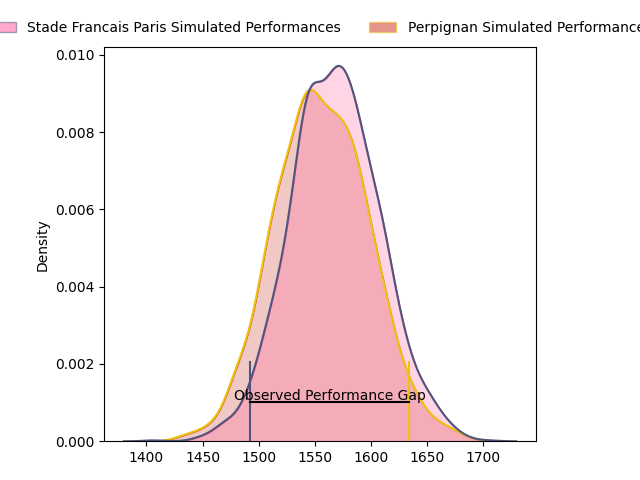 Stade Francais Paris Simulated Performances Perpignan Simulated Performance
0.010
0.008
0.006
0.004
0.002
0.000
Density
Observed Performance Gap
1400 1450 1500 1550 1600 1650 1700